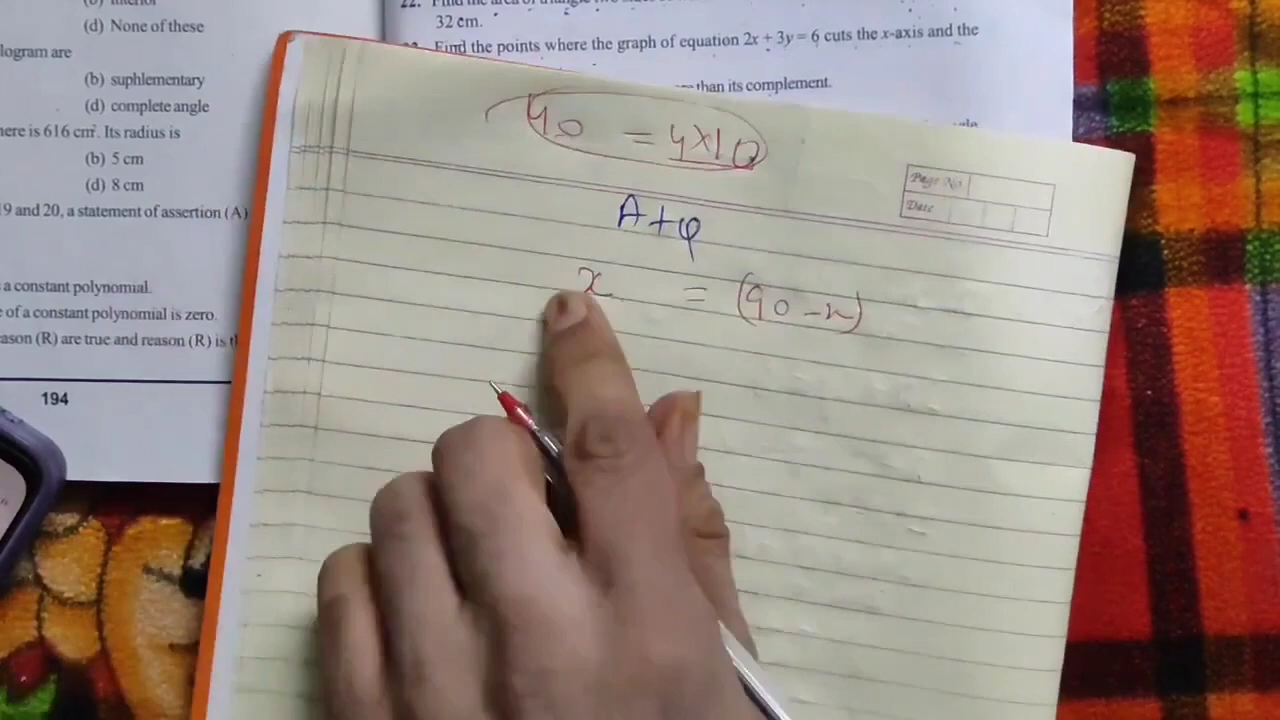 (d) None of these
logram are
(b) suphlementary
(d) complete angle
here is 616 cm². Its radius is
(b) 5 cm
(d) 8 cm
9 and 20, a statement of assertion (A)
a constant polynomial.
of a constant polynomial is zero.
ason (R) are true and reason (R) is
194
32 cm.
Find the points where the graph of equation 2x + 3y = 6 cuts the x-axis and the
than its complement.
40 = 4×10
Page No.
Date
A+φ
x = (90-x)